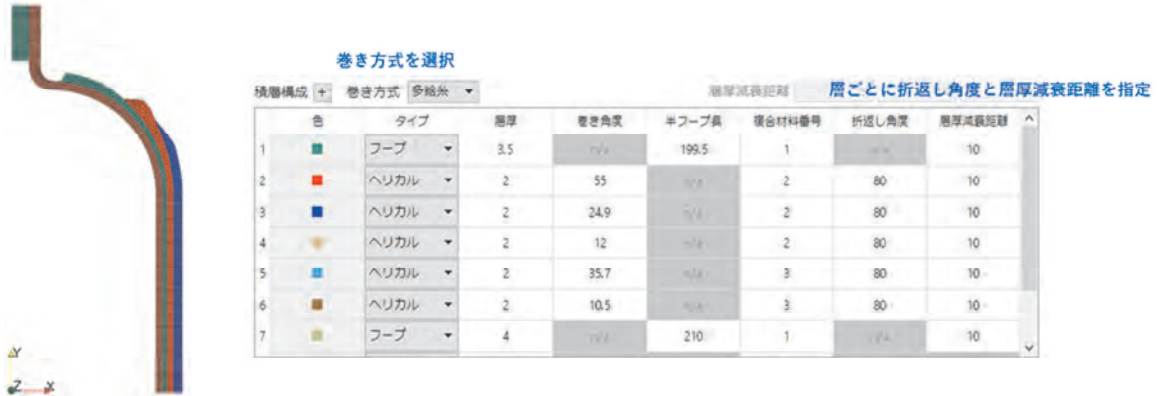 巻き方式を選択
積層構成 + 巻き方式 多給糸 層厚減衰距離 層ごとに折返し角度と層厚減衰距離を指定
色 タイプ 層厚 巻き角度 半フープ長 複合材料番号 折返し角度 層厚減衰距離
1 フープ 3.5 n/a 199.5 1 n/a 10
2 ヘリカル 2 55 n/a 2 80 10
3 ヘリカル 2 24.9 n/a 2 80 10
4 ヘリカル 2 12 n/a 2 80 10
5 ヘリカル 2 35.7 n/a 3 80 10
6 ヘリカル 2 10.5 n/a 3 80 10
7 フープ 4 n/a 210 1 n/a 10
Y
Z X